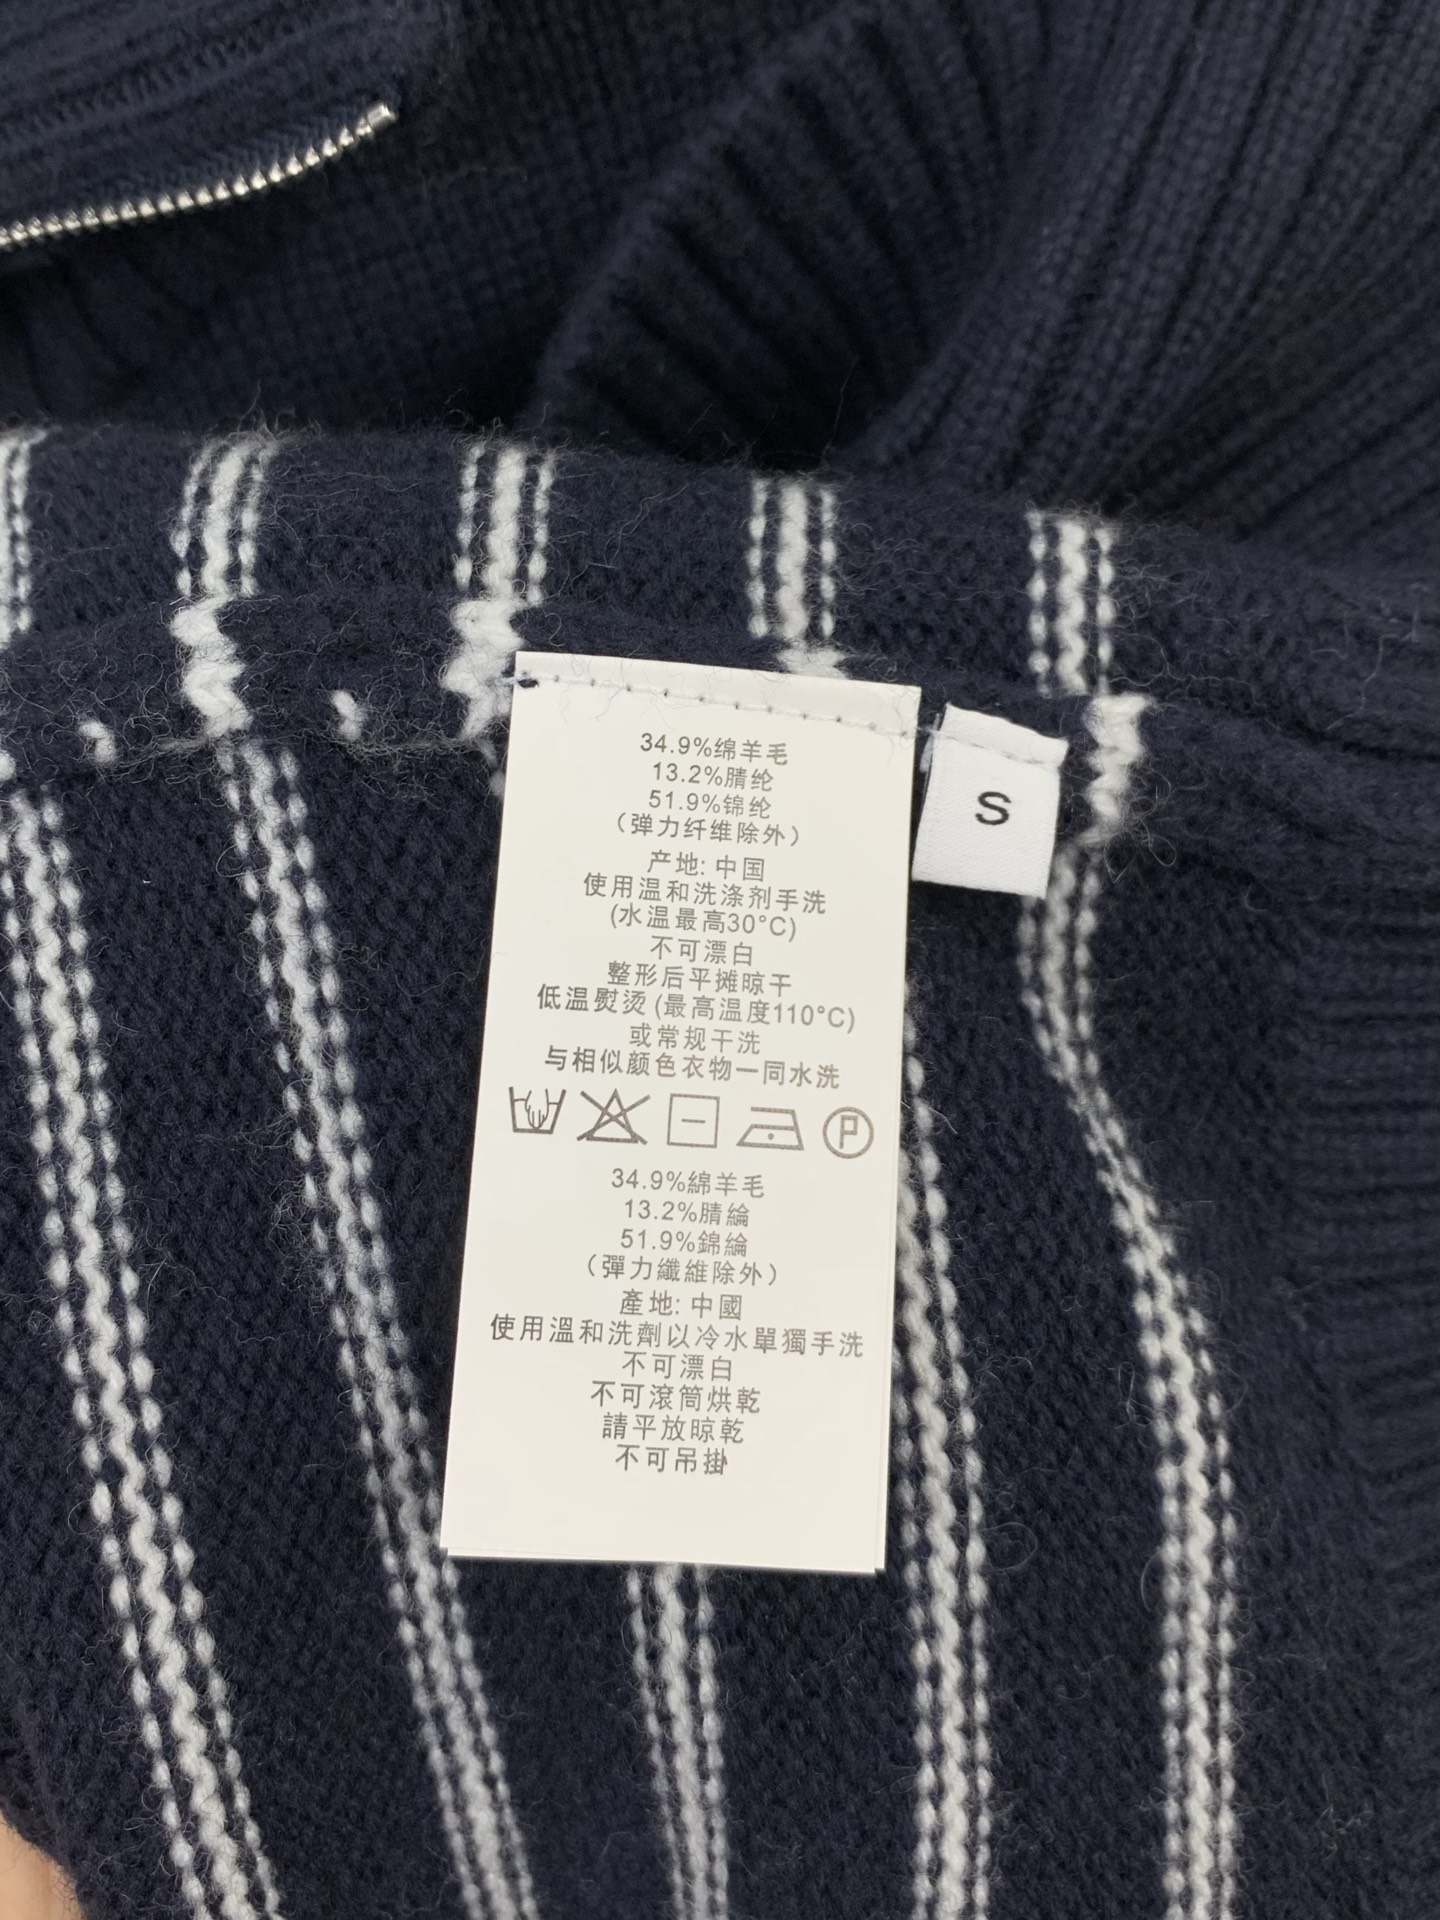 34.9%绵羊毛
13.2%腈纶
51.9%锦纶
（弹力纤维除外）
产地: 中国
使用温和洗涤剂手洗
(水温最高30°C)
不可漂白
整形后平摊晾干
低温熨烫 (最高温度110°C)
或常规干洗
与相似颜色衣物一同水洗
P
34.9%綿羊毛
13.2%腈綸
51.9%錦綸
（彈力纖維除外）
產地: 中國
使用溫和洗劑以冷水單獨手洗
不可漂白
不可滾筒烘乾
請平放晾乾
不可吊掛
S